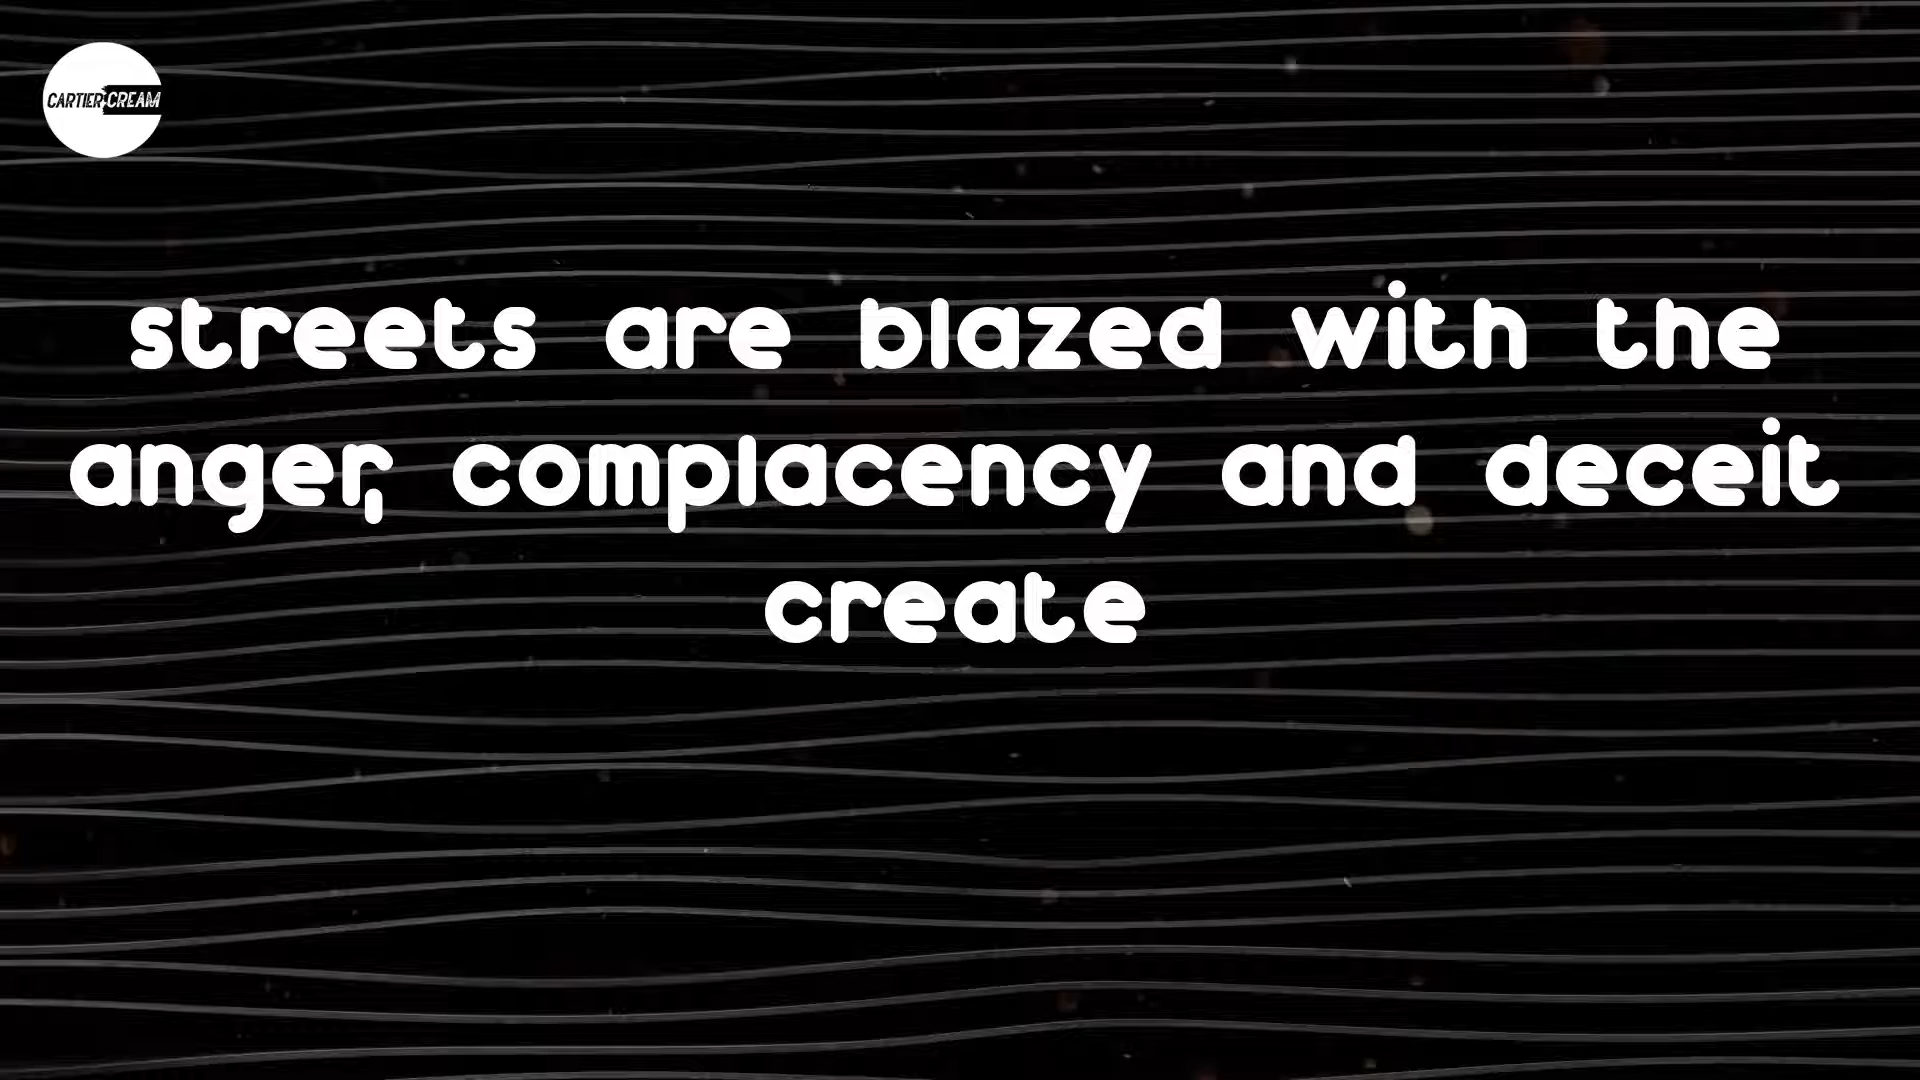 CARTIER CREAM
streets are blazed with the
anger, complacency and deceit
create